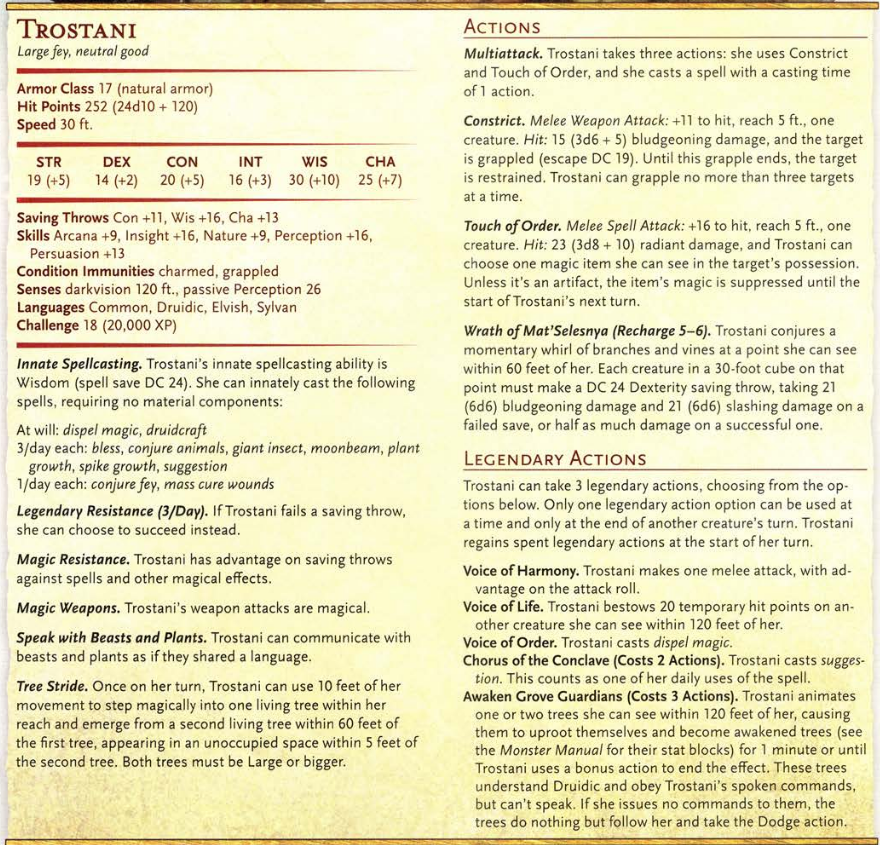 TROSTANI
Large fey, neutral good
Armor Class 17 (natural armor)
Hit Points 252 (24d10 + 120)
Speed 30 ft.
STR DEX CON INT WIS CHA
19 (+5) 14 (+2) 20 (+5) 16 (+3) 30 (+10) 25 (+7)
Saving Throws Con +11, Wis +16, Cha +13
Skills Arcana +9, Insight +16, Nature +9, Perception +16,
Persuasion +13
Condition Immunities charmed, grappled
Senses darkvision 120 ft., passive Perception 26
Languages Common, Druidic, Elvish, Sylvan
Challenge 18 (20,000 XP)
Innate Spellcasting. Trostani's innate spellcasting ability is
Wisdom (spell save DC 24). She can innately cast the following
spells, requiring no material components:
At will: dispel magic, druidcraft
3/day each: bless, conjure animals, giant insect, moonbeam, plant
growth, spike growth, suggestion
1/day each: conjure fey, mass cure wounds
Legendary Resistance (3/Day). If Trostani fails a saving throw,
she can choose to succeed instead.
Magic Resistance. Trostani has advantage on saving throws
against spells and other magical effects.
Magic Weapons. Trostani's weapon attacks are magical.
Speak with Beasts and Plants. Trostani can communicate with
beasts and plants as if they shared a language.
Tree Stride. Once on her turn, Trostani can use 10 feet of her
movement to step magically into one living tree within her
reach and emerge from a second living tree within 60 feet of
the first tree, appearing in an unoccupied space within 5 feet of
the second tree. Both trees must be Large or bigger.
ACTIONS
Multiattack. Trostani takes three actions: she uses Constrict
and Touch of Order, and she casts a spell with a casting time
of 1 action.
Constrict. Melee Weapon Attack: +11 to hit, reach 5 ft., one
creature. Hit: 15 (3d6 + 5) bludgeoning damage, and the target
is grappled (escape DC 19). Until this grapple ends, the target
is restrained. Trostani can grapple no more than three targets
at a time.
Touch of Order. Melee Spell Attack: +16 to hit, reach 5 ft., one
creature. Hit: 23 (3d8 + 10) radiant damage, and Trostani can
choose one magic item she can see in the target's possession.
Unless it's an artifact, the item's magic is suppressed until the
start of Trostani's next turn.
Wrath of Mat'Selesnya (Recharge 5–6). Trostani conjures a
momentary whirl of branches and vines at a point she can see
within 60 feet of her. Each creature in a 30-foot cube on that
point must make a DC 24 Dexterity saving throw, taking 21
(6d6) bludgeoning damage and 21 (6d6) slashing damage on a
failed save, or half as much damage on a successful one.
LEGENDARY ACTIONS
Trostani can take 3 legendary actions, choosing from the op-
tions below. Only one legendary action option can be used at
a time and only at the end of another creature's turn. Trostani
regains spent legendary actions at the start of her turn.
Voice of Harmony. Trostani makes one melee attack, with ad-
vantage on the attack roll.
Voice of Life. Trostani bestows 20 temporary hit points on an-
other creature she can see within 120 feet of her.
Voice of Order. Trostani casts dispel magic.
Chorus of the Conclave (Costs 2 Actions). Trostani casts sugges-
tion. This counts as one of her daily uses of the spell.
Awaken Grove Guardians (Costs 3 Actions). Trostani animates
one or two trees she can see within 120 feet of her, causing
them to uproot themselves and become awakened trees (see
the Monster Manual for their stat blocks) for 1 minute or until
Trostani uses a bonus action to end the effect. These trees
understand Druidic and obey Trostani's spoken commands,
but can't speak. If she issues no commands to them, the
trees do nothing but follow her and take the Dodge action.